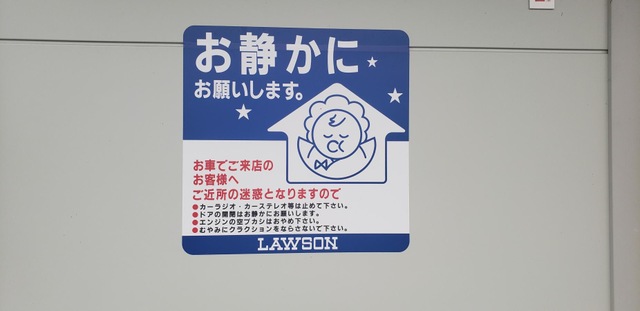 お静かに
お願いします。
お車でご来店の
お客様へ
ご近所の迷惑となりますので
●カーラジオ・カーステレオ等は止めて下さい。
●ドアの開閉はお静かにお願いします。
●エンジンの空ブカシはおやめ下さい。
●むやみにクラクションをならさないで下さい。
LAWSON